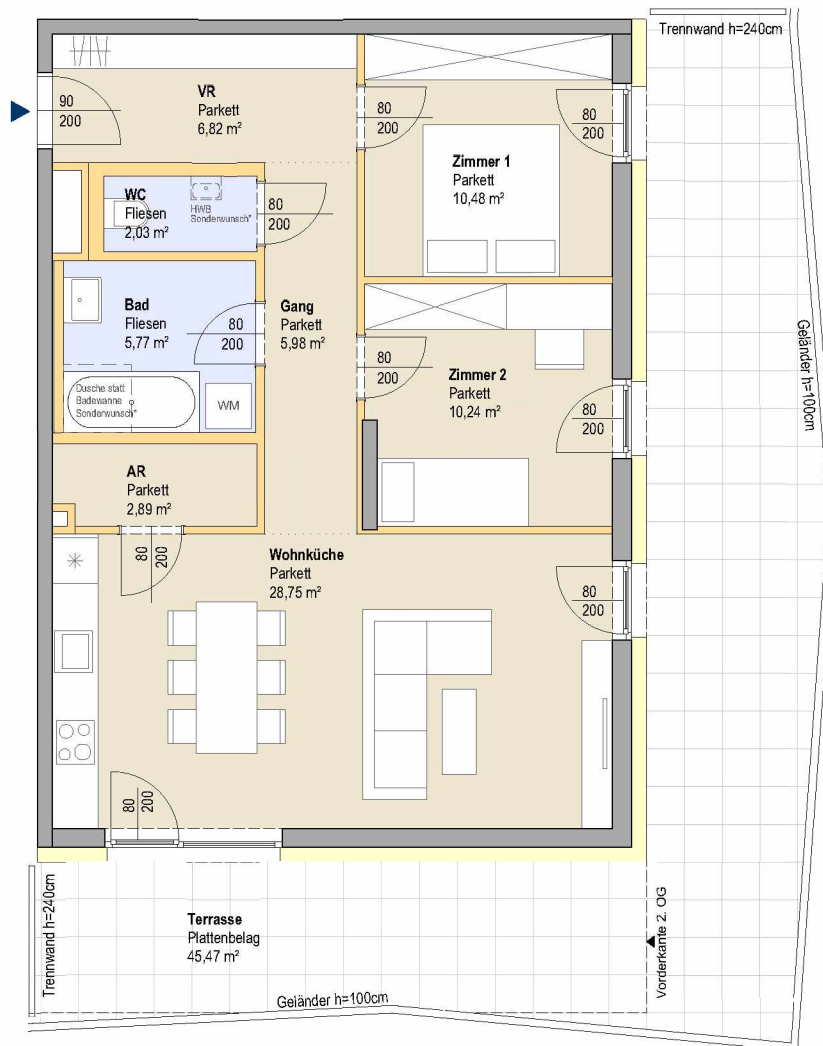 Trennwand h=240cm
VR
Parkett
6,82 m²
90
200
80
200
80
200
Zimmer 1
Parkett
10,48 m²
WC
Fliesen
2,03 m²
HWB
Sonderwunsch*
80
200
Bad
Fliesen
5,77 m²
80
200
Gang
Parkett
5,98 m²
80
200
Zimmer 2
Parkett
10,24 m²
80
200
Geländer h=100cm
Dusche statt
Badewanne
Sonderwunsch*
WM
AR
Parkett
2,89 m²
80
200
Wohnküche
Parkett
28,75 m²
80
200
80
200
Trennwand h=240cm
Terrasse
Plattenbelag
45,47 m²
Vorderkante 2. OG
Geländer h=100cm